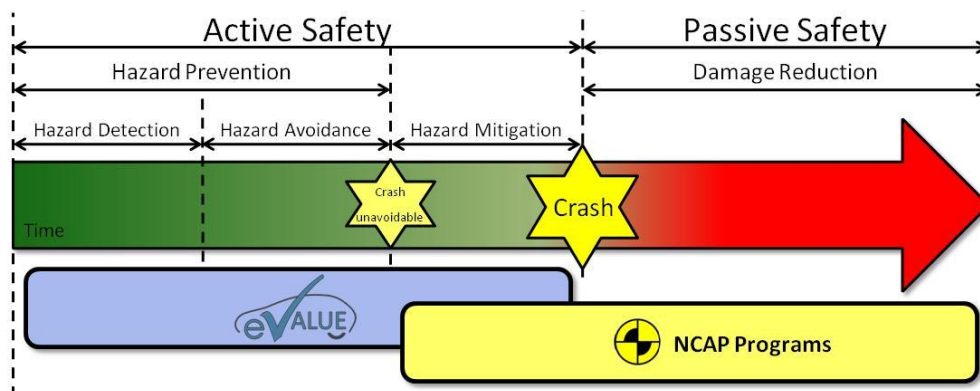 Active Safety
Passive Safety
Hazard Prevention
Damage Reduction
Hazard Detection
Hazard Avoidance
Hazard Mitigation
Crash
unavoidable
Crash
Time
eVALUE
NCAP Programs